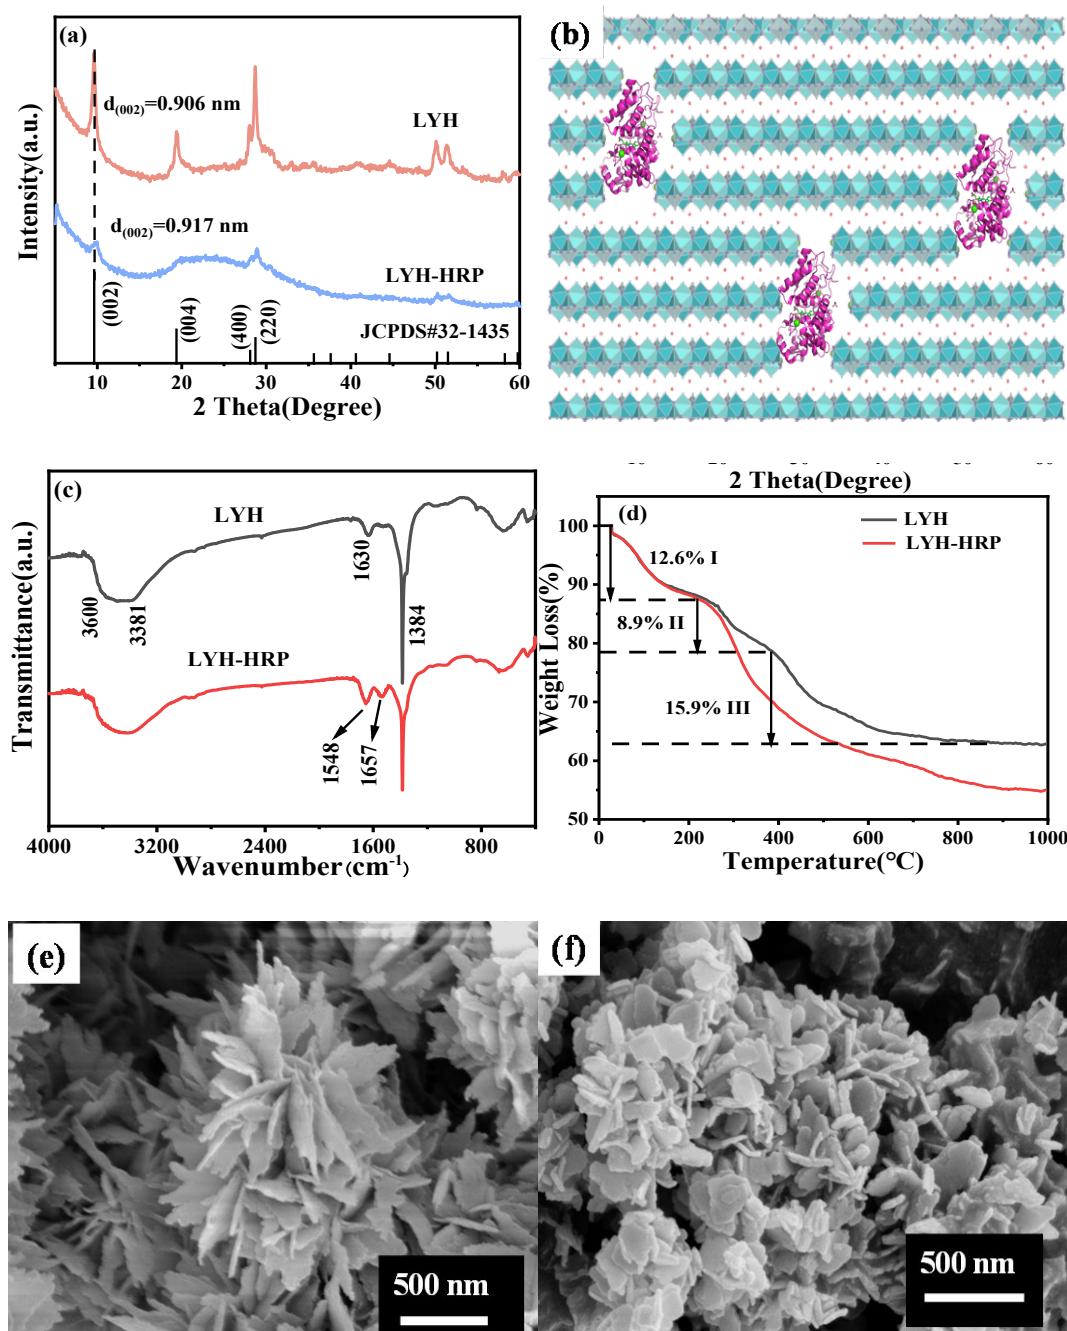 (a)
d(002)=0.906 nm
LYH
d(002)=0.917 nm
LYH-HRP
(002)
(004)
(400)
(220)
JCPDS#32-1435
Intensity(a.u.)
10 20 30 40 50 60
2 Theta(Degree)
(b)
(c)
LYH
1630
3600
3381
1384
LYH-HRP
1548
1657
Transmittance(a.u.)
4000 3200 2400 1600 800
Wavenumber(cm-1)
2 Theta(Degree)
(d)
LYH
LYH-HRP
12.6% I
8.9% II
15.9% III
100
90
80
70
60
50
Weight Loss(%)
0 200 400 600 800 1000
Temperature(°C)
(e)
500 nm
(f)
500 nm